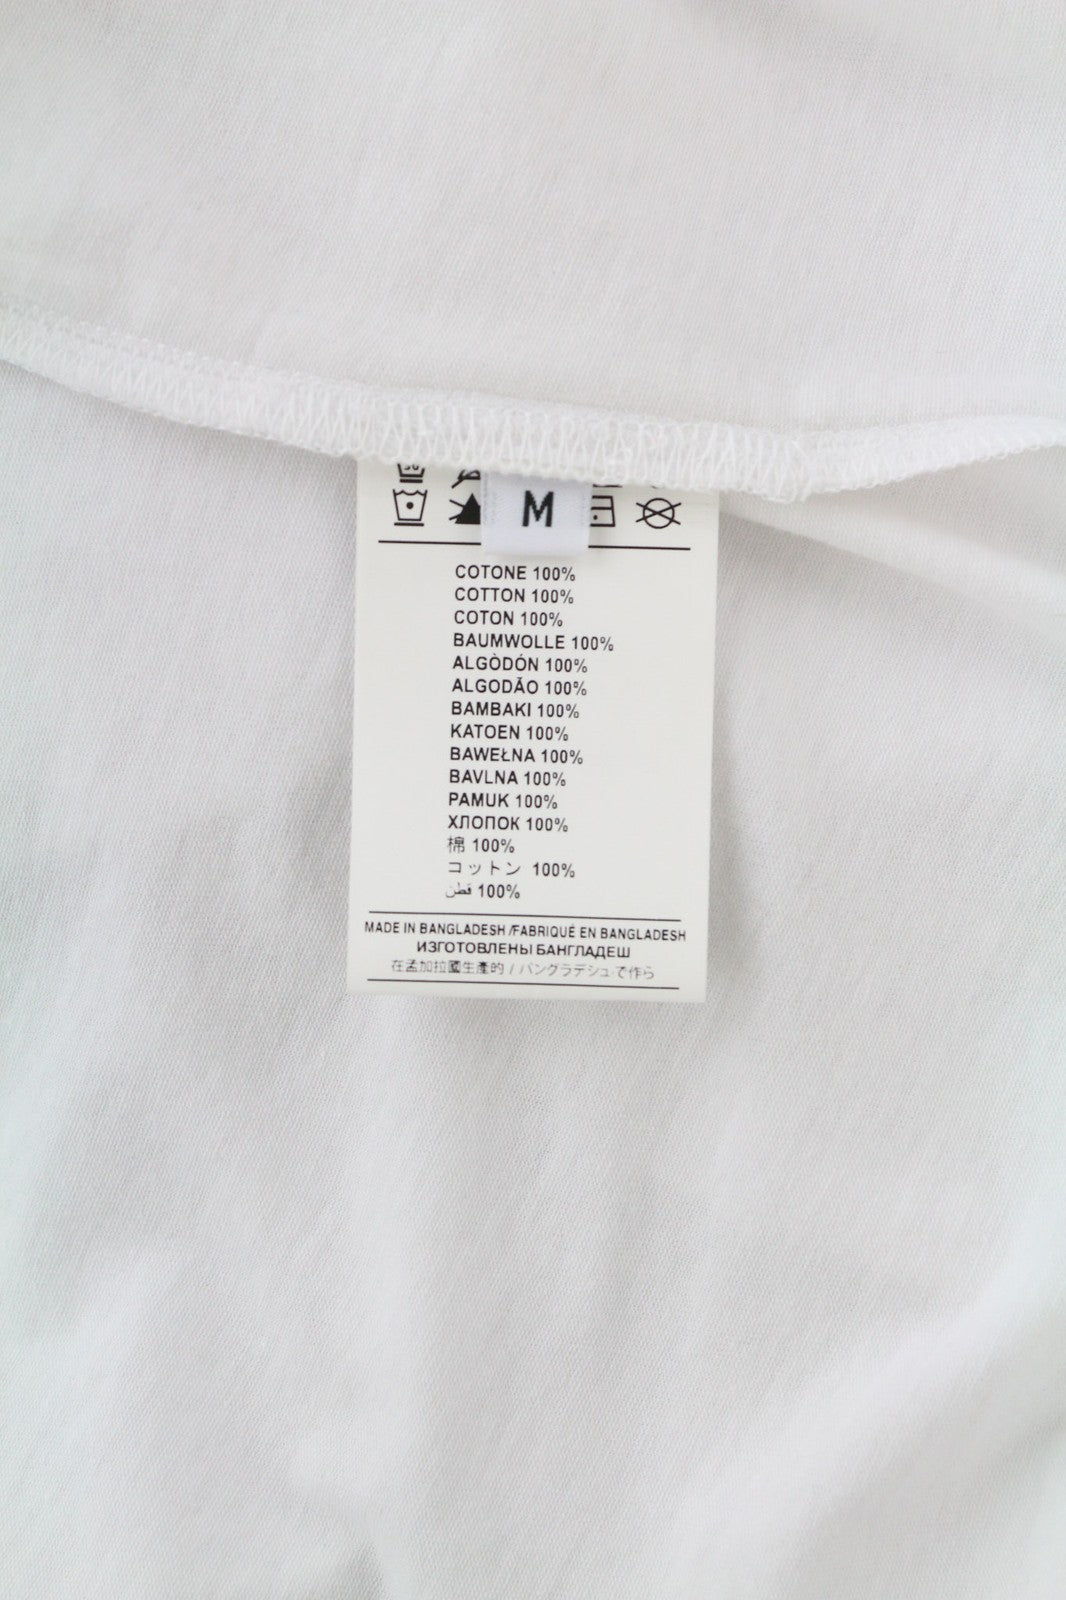 M
COTONE 100%
COTTON 100%
COTON 100%
BAUMWOLLE 100%
ALGÒDÓN 100%
ALGODÃO 100%
BAMBAKI 100%
KATOEN 100%
BAWEŁNA 100%
BAVLNA 100%
PAMUK 100%
ХЛОПОК 100%
棉 100%
コットン 100%
قطن 100%
MADE IN BANGLADESH /FABRIQUÉ EN BANGLADESH
ИЗГОТОВЛЕНЫ БАНГЛАДЕШ
在孟加拉國生產的 / バングラデシュで作ら